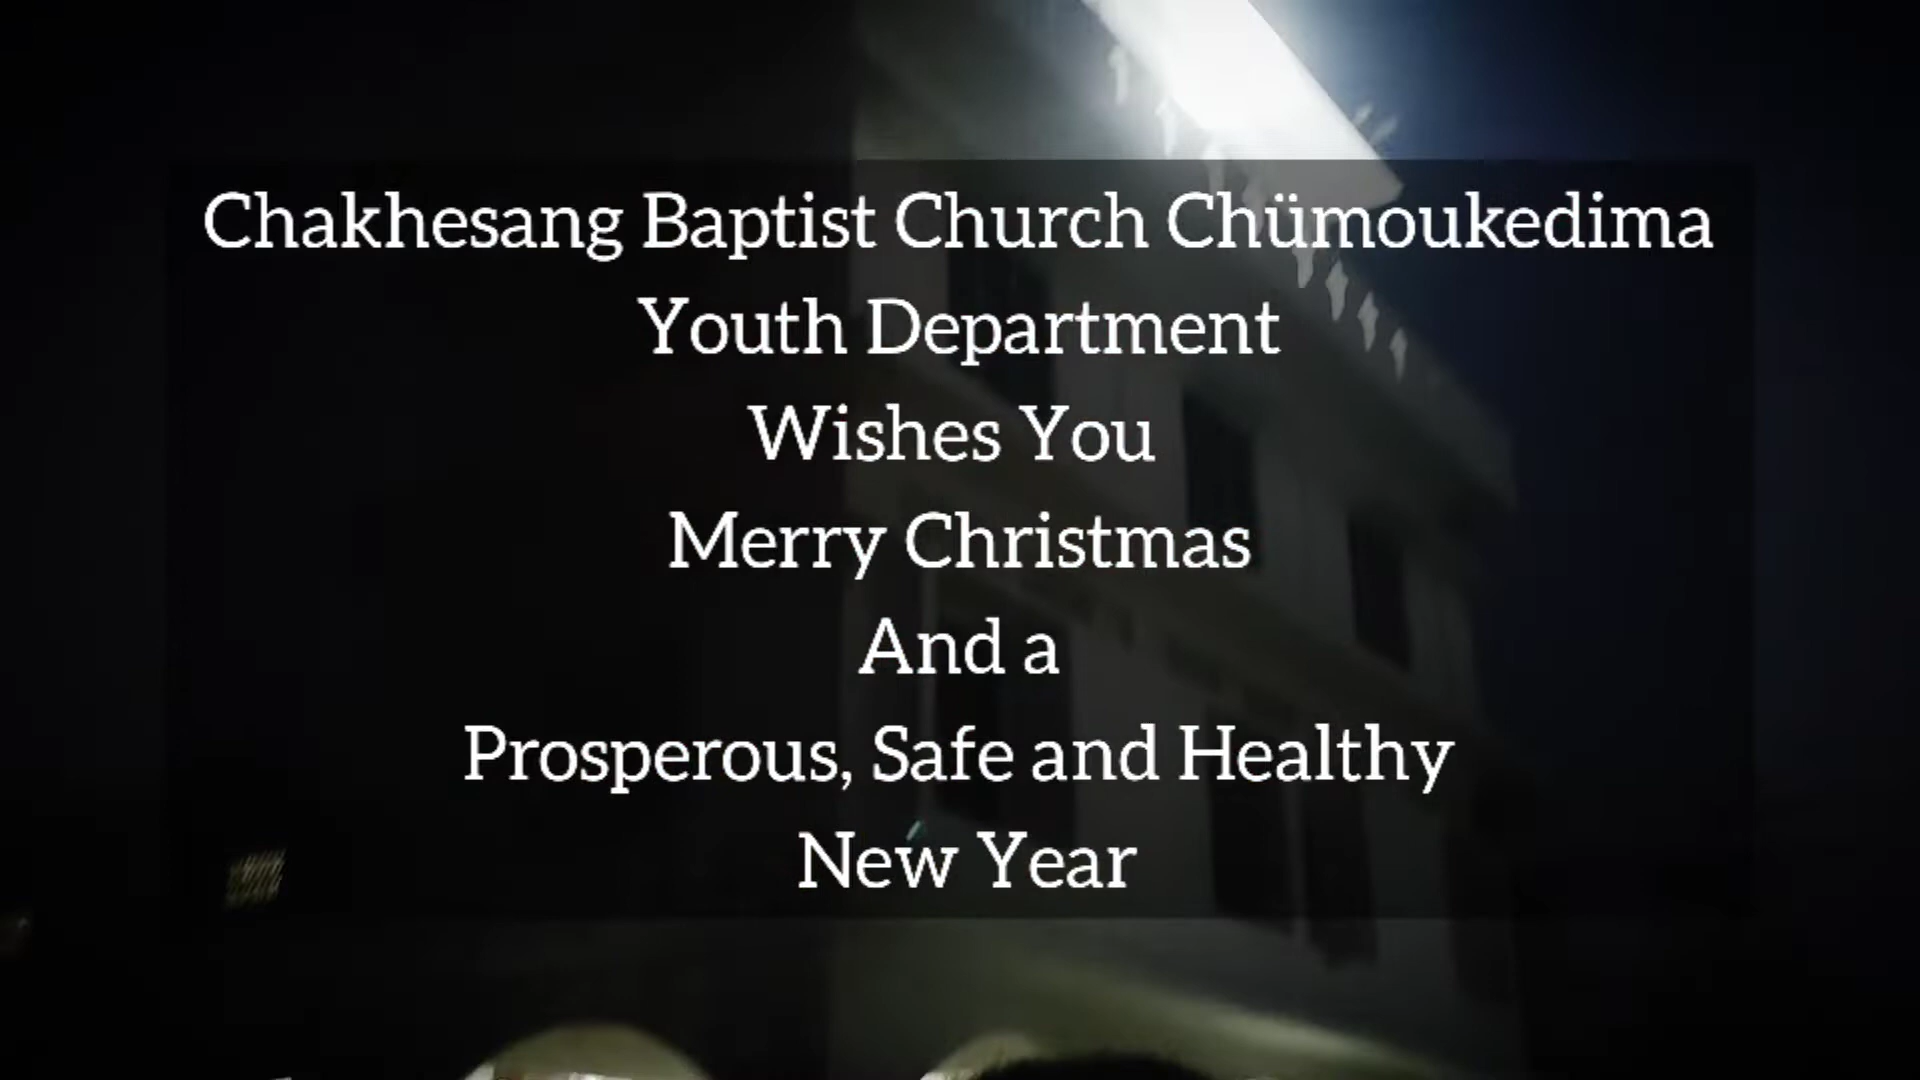 Chakhesang Baptist Church Chümoukedima
Youth Department
Wishes You
Merry Christmas
And a
Prosperous, Safe and Healthy
New Year